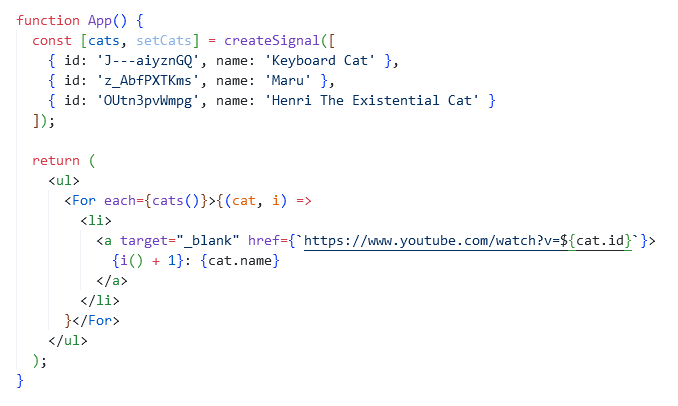 function App() {
  const [cats, setCats] = createSignal([
    { id: 'J---aiyznGQ', name: 'Keyboard Cat' },
    { id: 'z_AbfPXTKms', name: 'Maru' },
    { id: 'OUtn3pvWmpg', name: 'Henri The Existential Cat' }
  ]);

  return (
    <ul>
      <For each={cats()}>{(cat, i) =>
        <li>
          <a target="_blank" href={`https://www.youtube.com/watch?v=${cat.id}`}>
            {i() + 1}: {cat.name}
          </a>
        </li>
      }</For>
    </ul>
  );
}